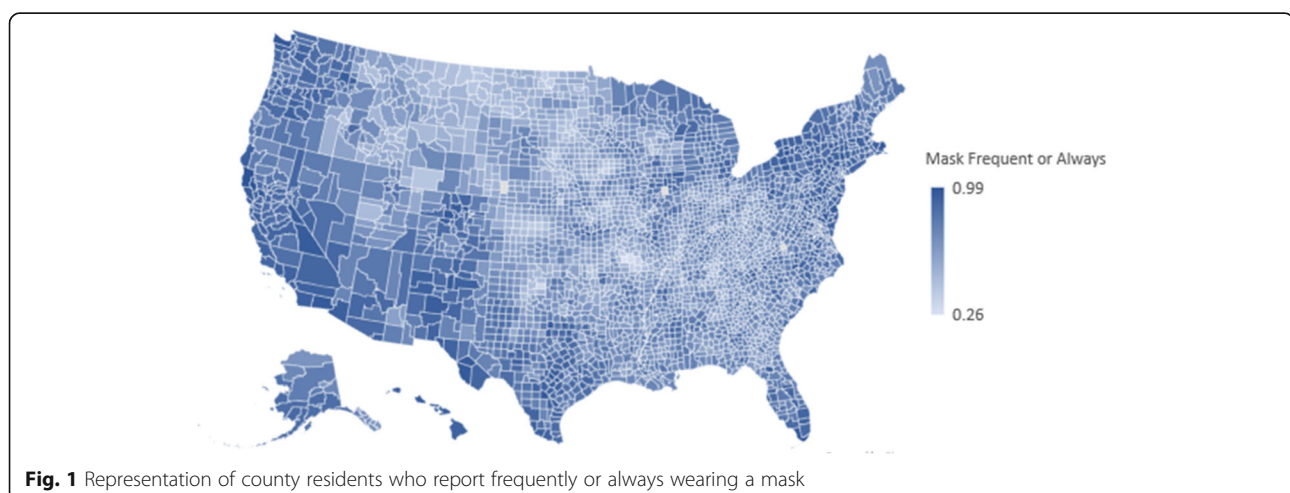 Mask Frequent or Always
0.99
0.26
Fig. 1 Representation of county residents who report frequently or always wearing a mask